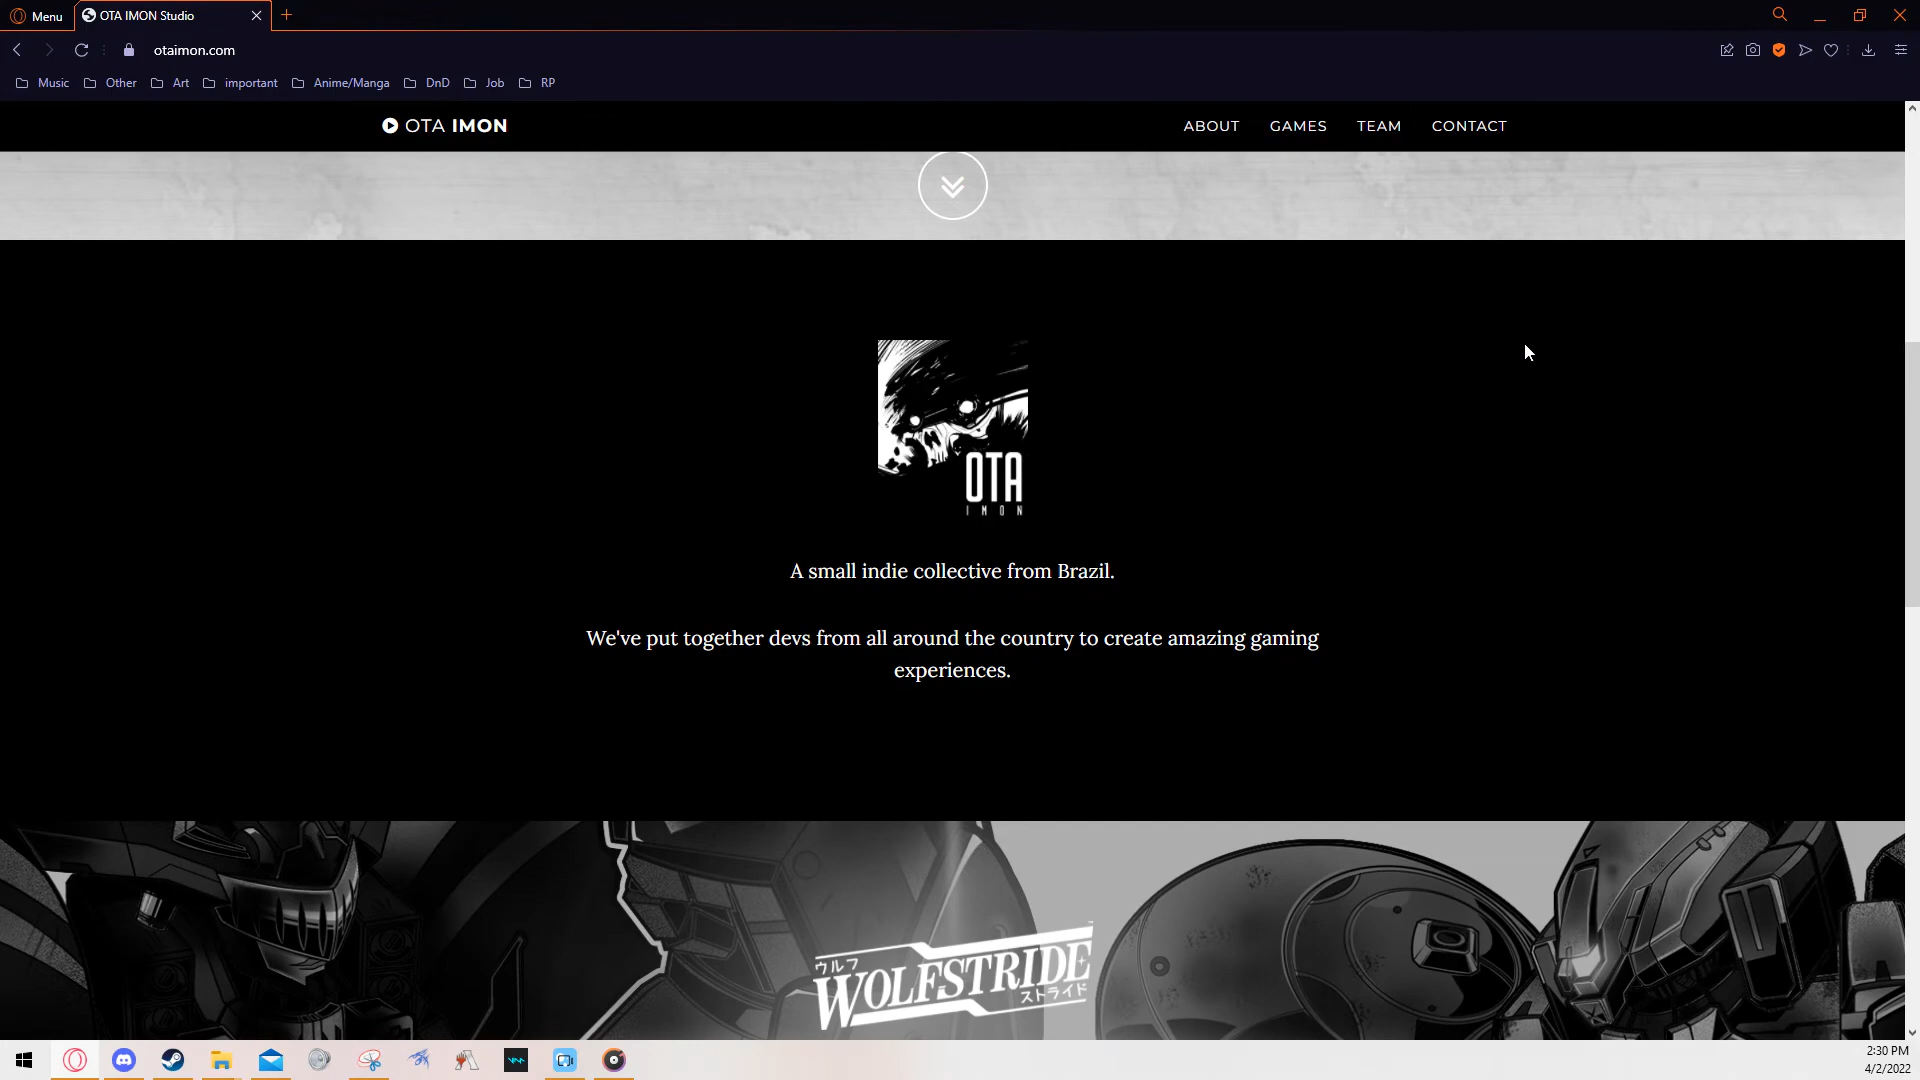 Menu
OTA IMON Studio
otaimon.com
Music
Other
Art
important
Anime/Manga
DnD
Job
RP
OTA IMON
ABOUT
GAMES
TEAM
CONTACT
OTA
IMON
A small indie collective from Brazil.
We've put together devs from all around the country to create amazing gaming
experiences.
ウルフ
WOLFSTRIDE
ストライド
2:30 PM
4/2/2022